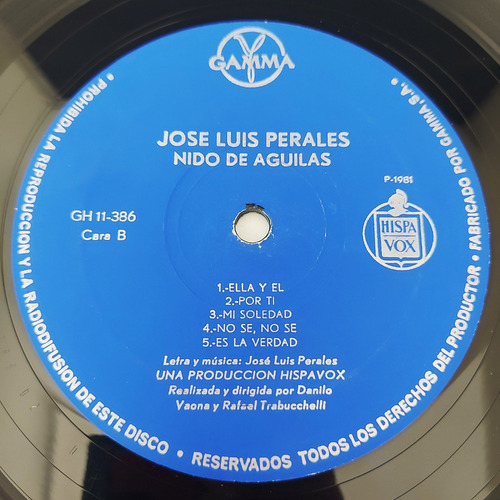 GAMMA
JOSE LUIS PERALES
NIDO DE AGUILAS
P-1981
GH 11-386
Cara B
HISPA
VOX
1.-ELLA Y EL
2.-POR TI
3.-MI SOLEDAD
4.-NO SE, NO SE
5.-ES LA VERDAD
Letra y música: José Luis Perales
UNA PRODUCCION HISPAVOX
Realizada y dirigida por Danilo
Vaona y Rafael Trabucchelli
• PROHIBIDA LA REPRODUCCION Y LA RADIODIFUSION DE ESTE DISCO • RESERVADOS TODOS LOS DERECHOS DEL PRODUCTOR • FABRICADO POR GAMMA, S.A. •